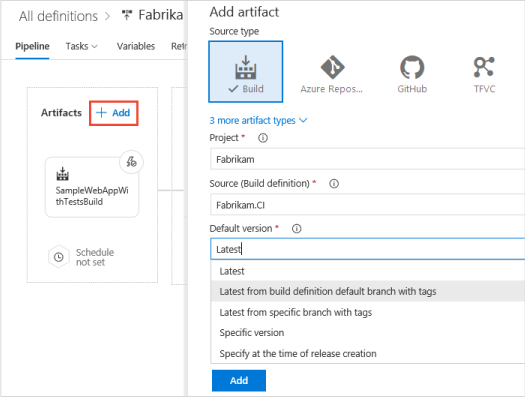 All definitions > Fabrikam
Pipeline Tasks Variables
Artifacts + Add
SampleWebAppWi
thTestsBuild
Schedule
not set
Add artifact
Source type
Build Azure Repos... GitHub TFVC
3 more artifact types
Project *
Fabrikam
Source (Build definition) *
Fabrikam.CI
Default version *
Latest
Latest
Latest from build definition default branch with tags
Latest from specific branch with tags
Specific version
Specify at the time of release creation
Add